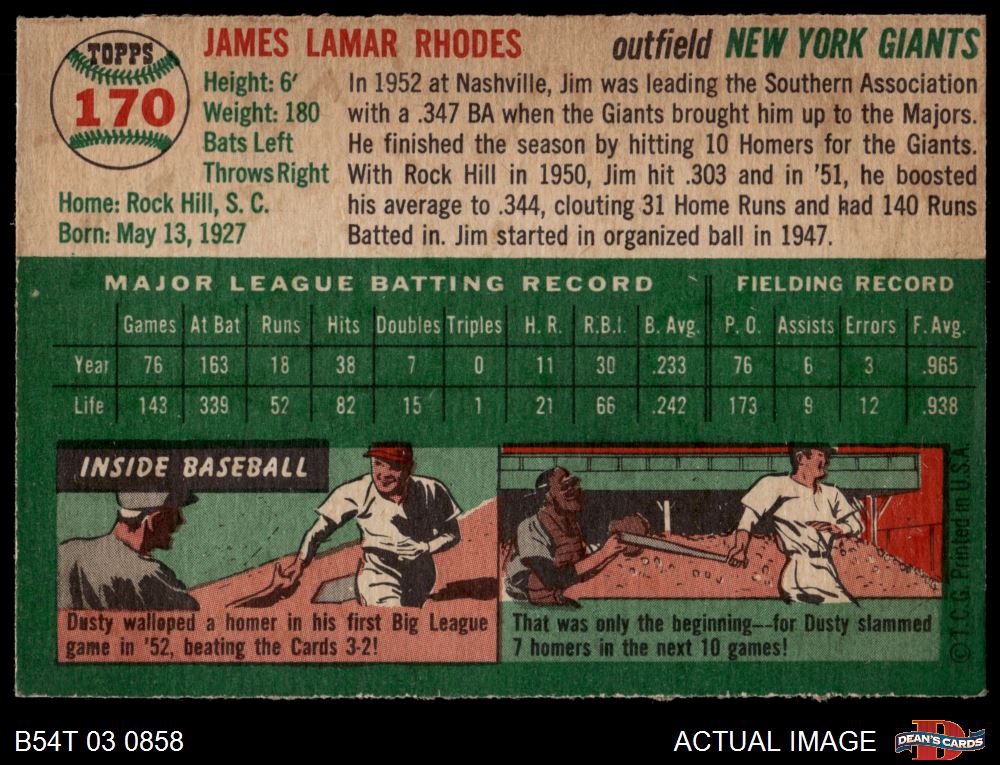 TOPPS
170
JAMES LAMAR RHODES outfield NEW YORK GIANTS
Height: 6'
Weight: 180
Bats Left
Throws Right
Home: Rock Hill, S. C.
Born: May 13, 1927
In 1952 at Nashville, Jim was leading the Southern Association
with a .347 BA when the Giants brought him up to the Majors.
He finished the season by hitting 10 Homers for the Giants.
With Rock Hill in 1950, Jim hit .303 and in '51, he boosted
his average to .344, clouting 31 Home Runs and had 140 Runs
Batted in. Jim started in organized ball in 1947.
MAJOR LEAGUE BATTING RECORD FIELDING RECORD
Games At Bat Runs Hits Doubles Triples H. R. R.B.I. B. Avg. P. O. Assists Errors F. Avg.
Year 76 163 18 38 7 0 11 30 .233 76 6 3 .965
Life 143 339 52 82 15 1 21 66 .242 173 9 12 .938
INSIDE BASEBALL
Dusty walloped a homer in his first Big League
game in '52, beating the Cards 3-2!
That was only the beginning—for Dusty slammed
7 homers in the next 10 games!
© T. C. G. Printed in U.S.A.
B54T 03 0858
ACTUAL IMAGE
DEAN'S CARDS